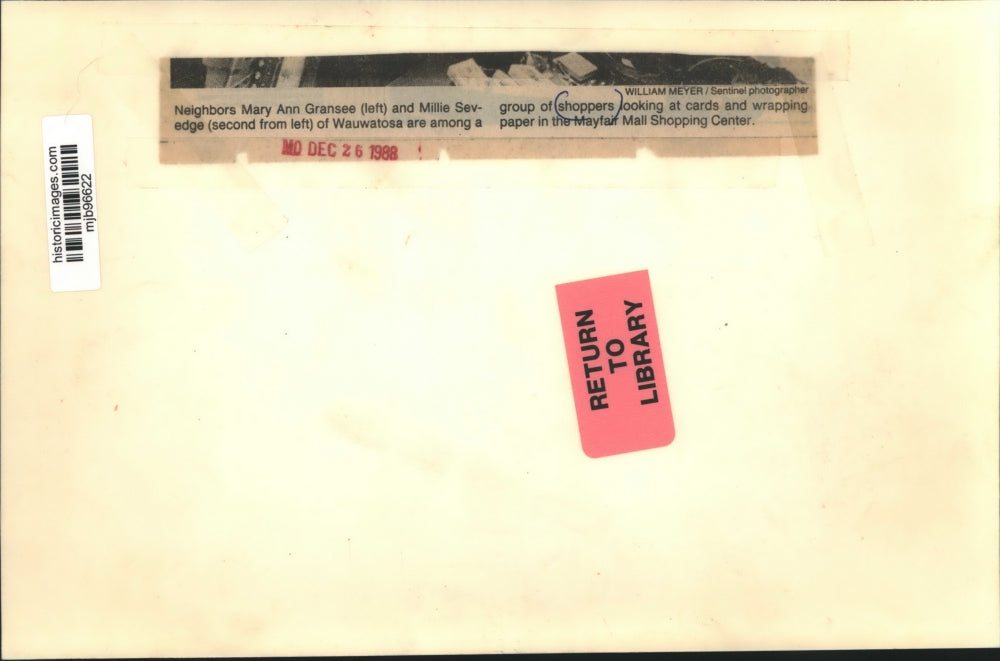 WILLIAM MEYER / Sentinel photographer
Neighbors Mary Ann Gransee (left) and Millie Sev-
edge (second from left) of Wauwatosa are among a
group of shoppers looking at cards and wrapping
paper in the Mayfair Mall Shopping Center.
MO DEC 26 1988
historicimages.com
mjb96622
RETURN
TO
LIBRARY